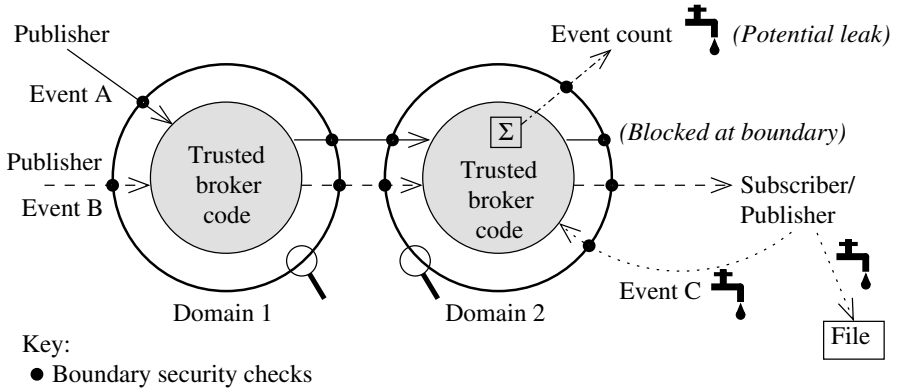 Publisher
Event count
(Potential leak)
Event A
Publisher
Event B
Trusted
broker
code
Σ
Trusted
broker
code
(Blocked at boundary)
Subscriber/
Publisher
Event C
File
Domain 1
Domain 2
Key:
● Boundary security checks